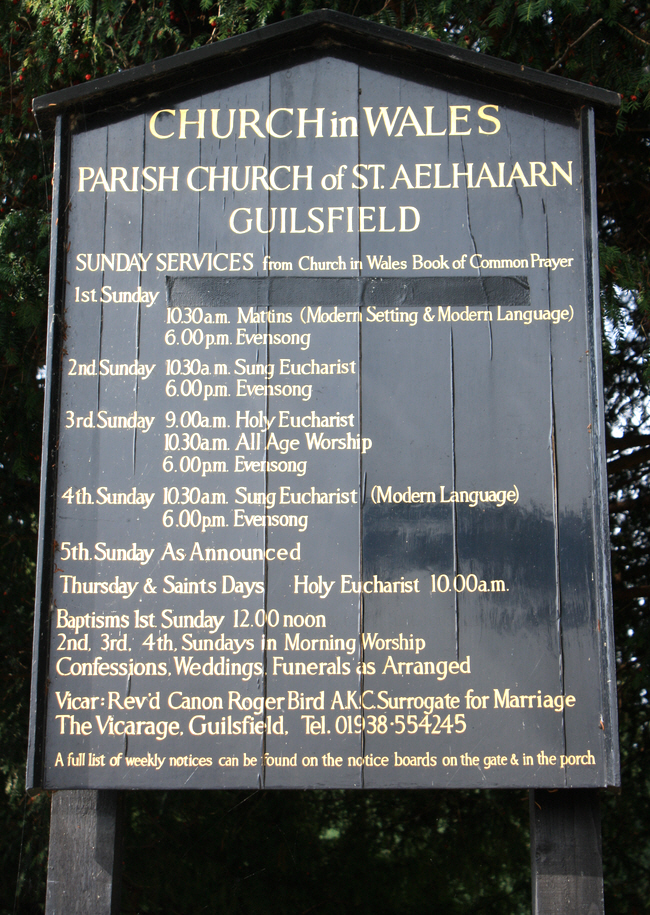 CHURCH in WALES
PARISH CHURCH of ST. AELHAIARN
GUILSFIELD
SUNDAY SERVICES from Church in Wales Book of Common Prayer
1st Sunday
10.30 a.m. Mattins (Modern Setting & Modern Language)
6.00 p.m. Evensong
2nd. Sunday 10.30 a.m. Sung Eucharist
6.00 p.m. Evensong
3rd. Sunday 9.00 a.m. Holy Eucharist
10.30 a.m. All Age Worship
6.00 p.m. Evensong
4th. Sunday 10.30 a.m. Sung Eucharist (Modern Language)
6.00 p.m. Evensong
5th. Sunday As Announced
Thursday & Saints Days Holy Eucharist 10.00 a.m.
Baptisms 1st. Sunday 12.00 noon
2nd, 3rd, 4th, Sundays in Morning Worship
Confessions, Weddings, Funerals as Arranged
Vicar: Rev'd Canon Roger Bird A.K.C. Surrogate for Marriage
The Vicarage, Guilsfield, Tel. 01938·554245
A full list of weekly notices can be found on the notice boards on the gate & in the porch